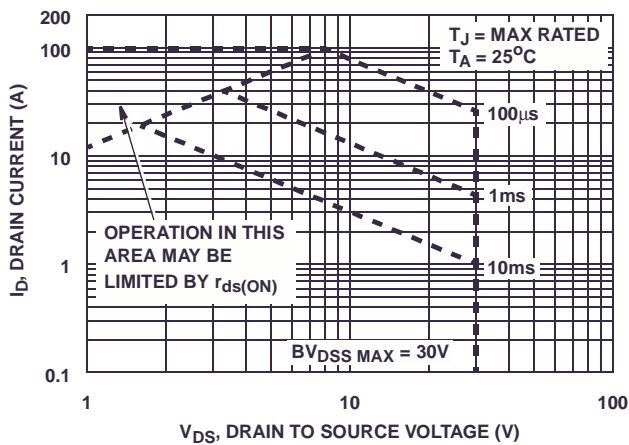 200
100
10
1
0.1
I_D, DRAIN CURRENT (A)
T_J = MAX RATED
T_A = 25°C
100μs
1ms
10ms
OPERATION IN THIS
AREA MAY BE
LIMITED BY r_ds(ON)
BV_DSS MAX = 30V
1
10
100
V_DS, DRAIN TO SOURCE VOLTAGE (V)